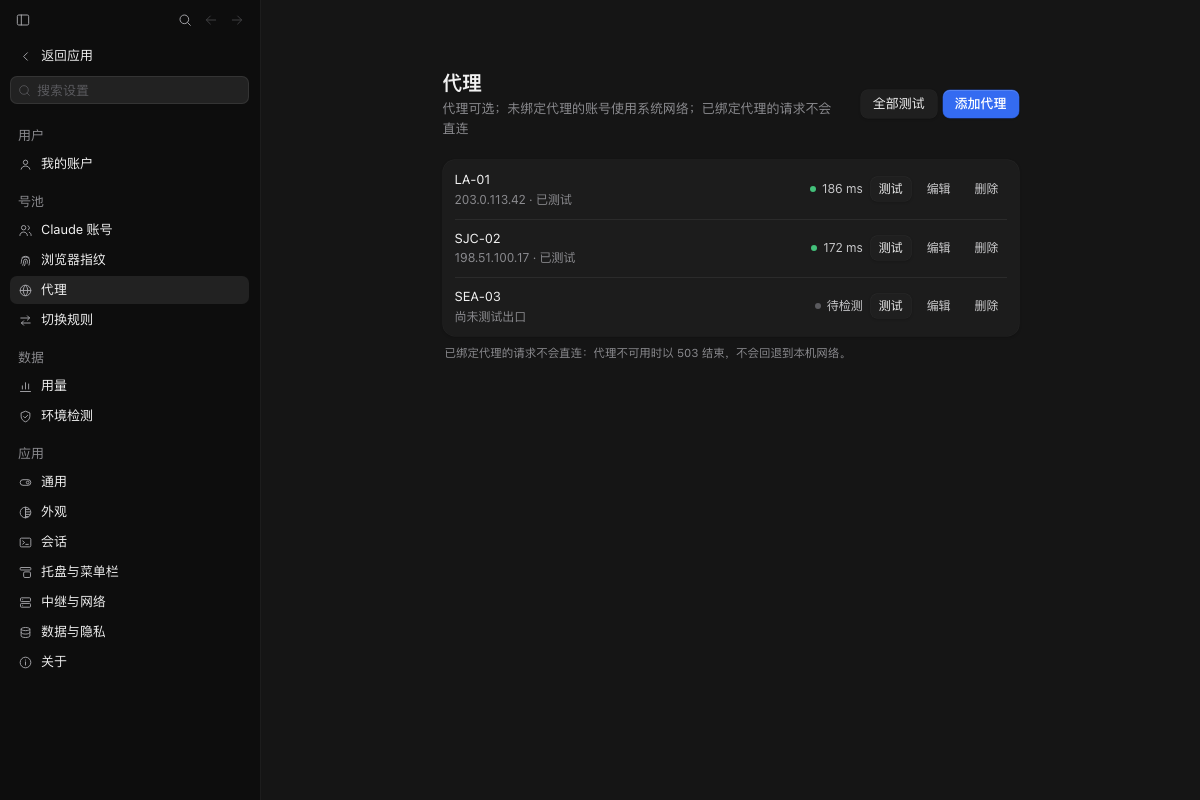 返回应用
搜索设置
用户
我的账户
号池
Claude 账号
浏览器指纹
代理
切换规则
数据
用量
环境检测
应用
通用
外观
会话
托盘与菜单栏
中继与网络
数据与隐私
关于
代理
代理可选；未绑定代理的账号使用系统网络；已绑定代理的请求不会
直连
全部测试
添加代理
LA-01
203.0.113.42 · 已测试
186 ms 测试 编辑 删除
SJC-02
198.51.100.17 · 已测试
172 ms 测试 编辑 删除
SEA-03
尚未测试出口
待检测 测试 编辑 删除
已绑定代理的请求不会直连：代理不可用时以 503 结束，不会回退到本机网络。